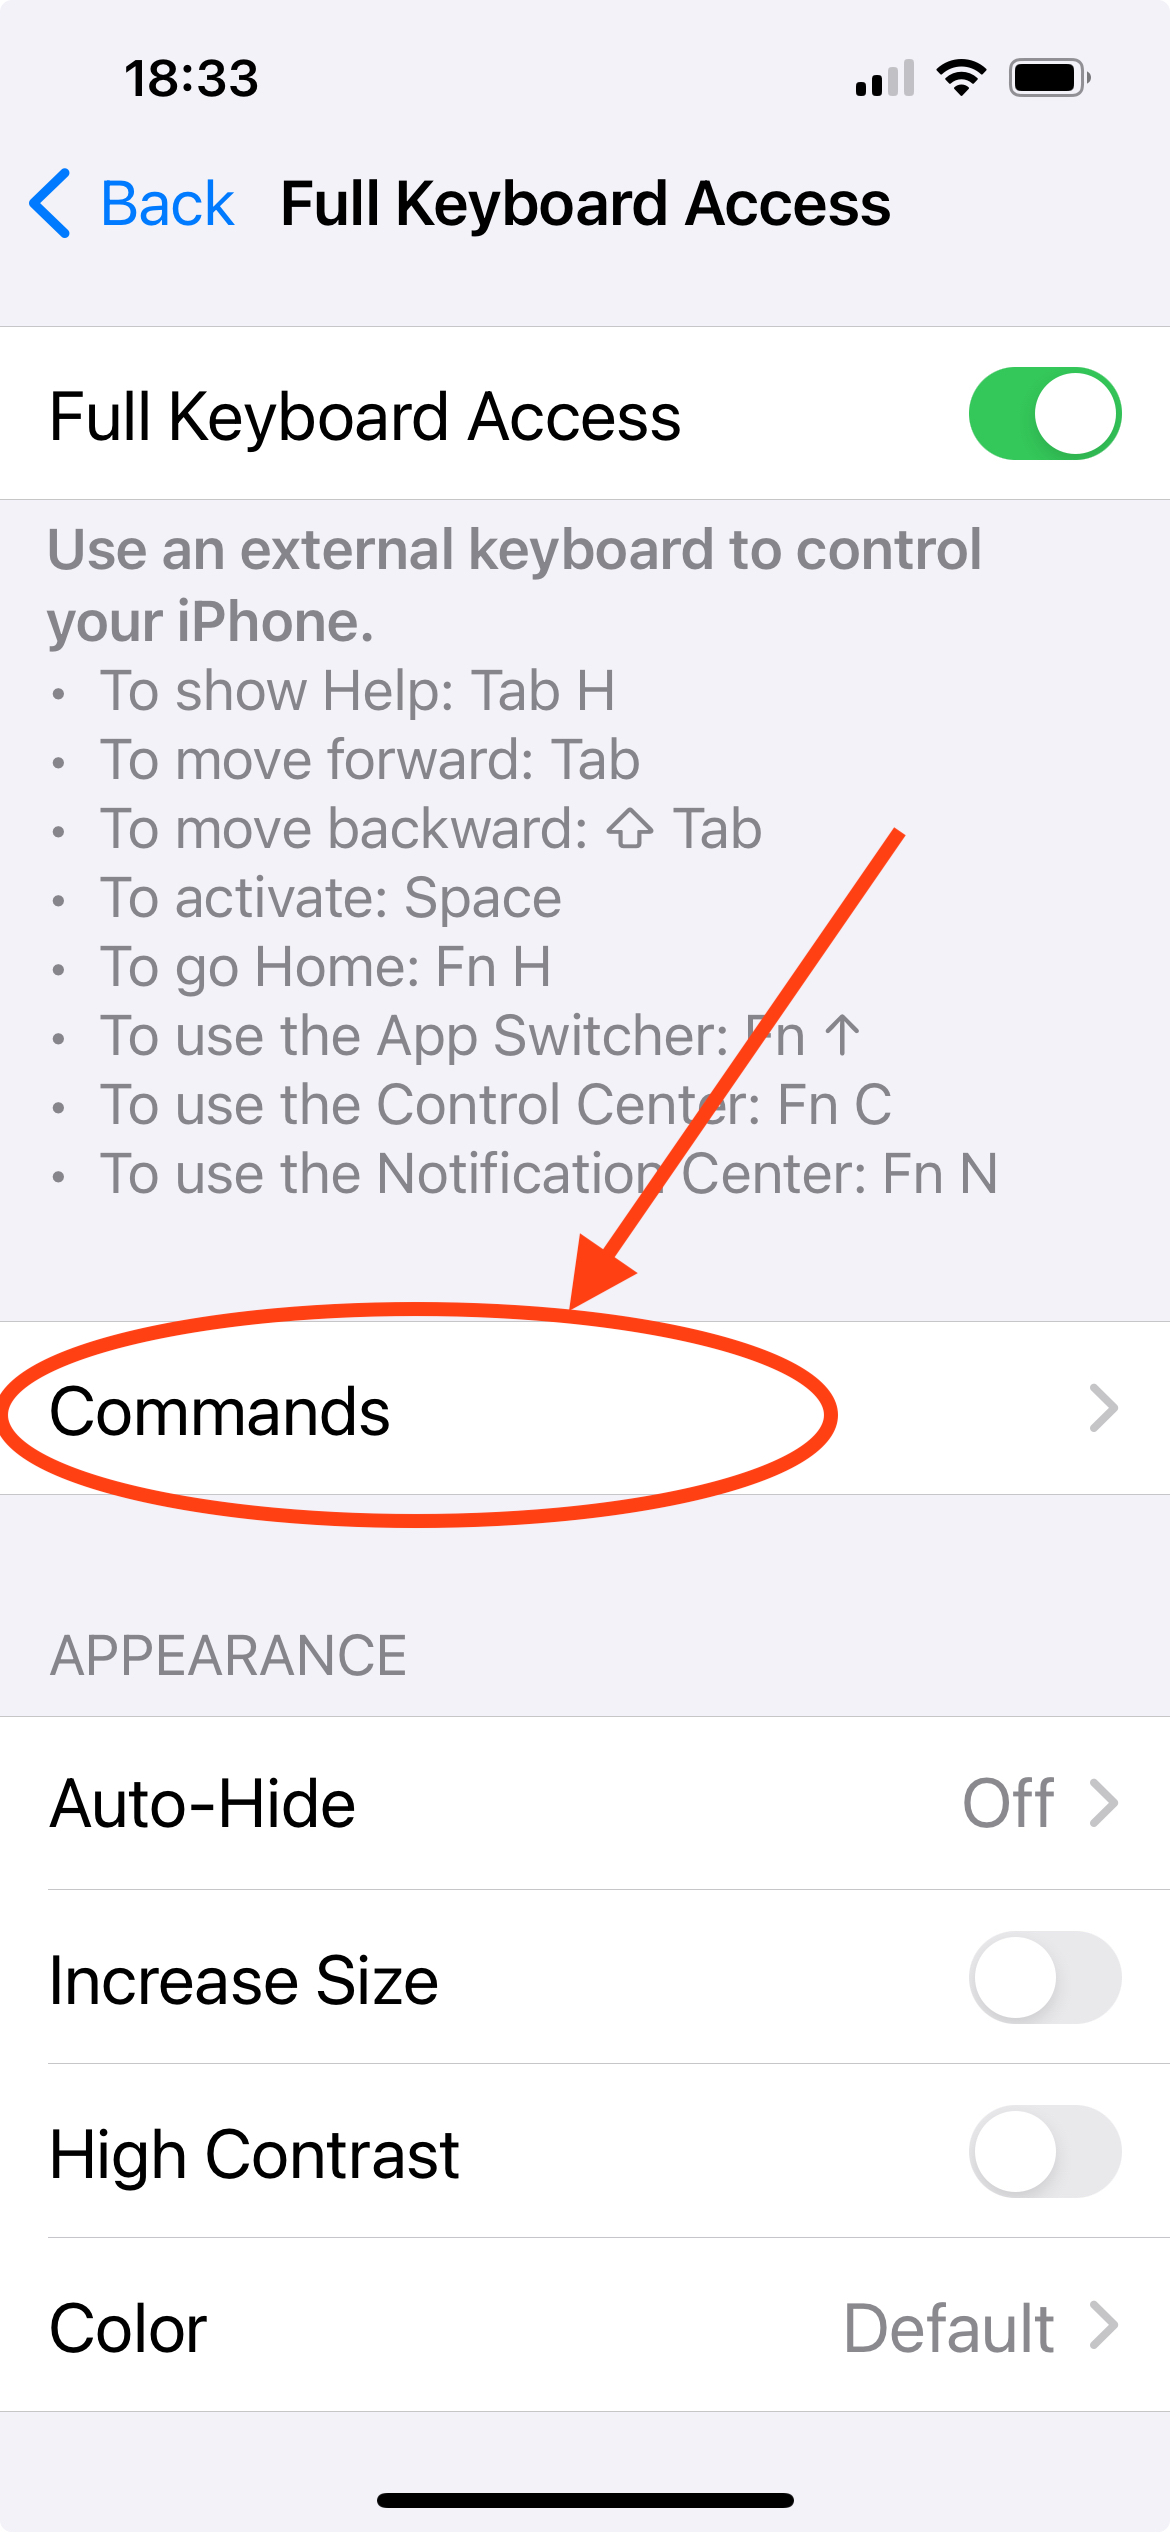 18:33
Back Full Keyboard Access
Full Keyboard Access
Use an external keyboard to control
your iPhone.
• To show Help: Tab H
• To move forward: Tab
• To move backward: ⇧ Tab
• To activate: Space
• To go Home: Fn H
• To use the App Switcher: Fn ↑
• To use the Control Center: Fn C
• To use the Notification Center: Fn N
Commands
APPEARANCE
Auto-Hide Off
Increase Size
High Contrast
Color Default